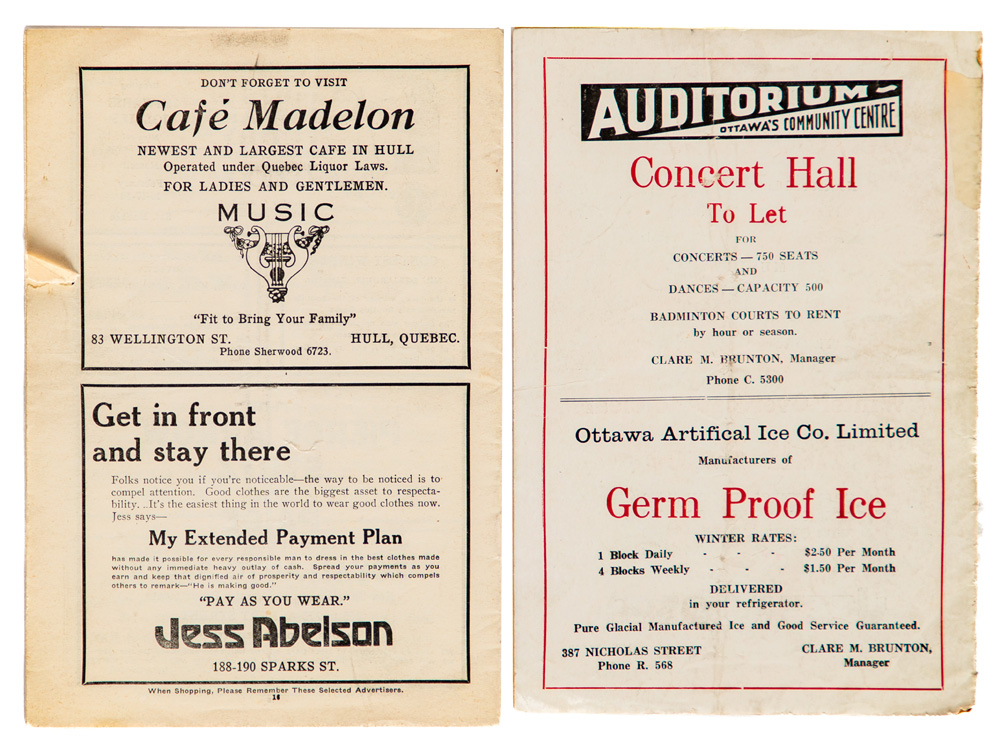 DON'T FORGET TO VISIT
Café Madelon
NEWEST AND LARGEST CAFE IN HULL
Operated under Quebec Liquor Laws.
FOR LADIES AND GENTLEMEN.
MUSIC
"Fit to Bring Your Family"
83 WELLINGTON ST. HULL, QUEBEC.
Phone Sherwood 6723.
Get in front
and stay there
Folks notice you if you're noticeable—the way to be noticed is to
compel attention. Good clothes are the biggest asset to respecta-
bility. ..It's the easiest thing in the world to wear good clothes now.
Jess says—
My Extended Payment Plan
has made it possible for every responsible man to dress in the best clothes made
without any immediate heavy outlay of cash. Spread your payments as you
earn and keep that dignified air of prosperity and respectability which compels
others to remark—"He is making good."
"PAY AS YOU WEAR."
Jess Abelson
188-190 SPARKS ST.
When Shopping, Please Remember These Selected Advertisers.
16
AUDITORIUM
OTTAWA'S COMMUNITY CENTRE
Concert Hall
To Let
FOR
CONCERTS — 750 SEATS
AND
DANCES — CAPACITY 500
BADMINTON COURTS TO RENT
by hour or season.
CLARE M. BRUNTON, Manager
Phone C. 5300
Ottawa Artifical Ice Co. Limited
Manufacturers of
Germ Proof Ice
WINTER RATES:
1 Block Daily - - - $2.50 Per Month
4 Blocks Weekly - - - $1.50 Per Month
DELIVERED
in your refrigerator.
Pure Glacial Manufactured Ice and Good Service Guaranteed.
387 NICHOLAS STREET CLARE M. BRUNTON,
Phone R. 568 Manager